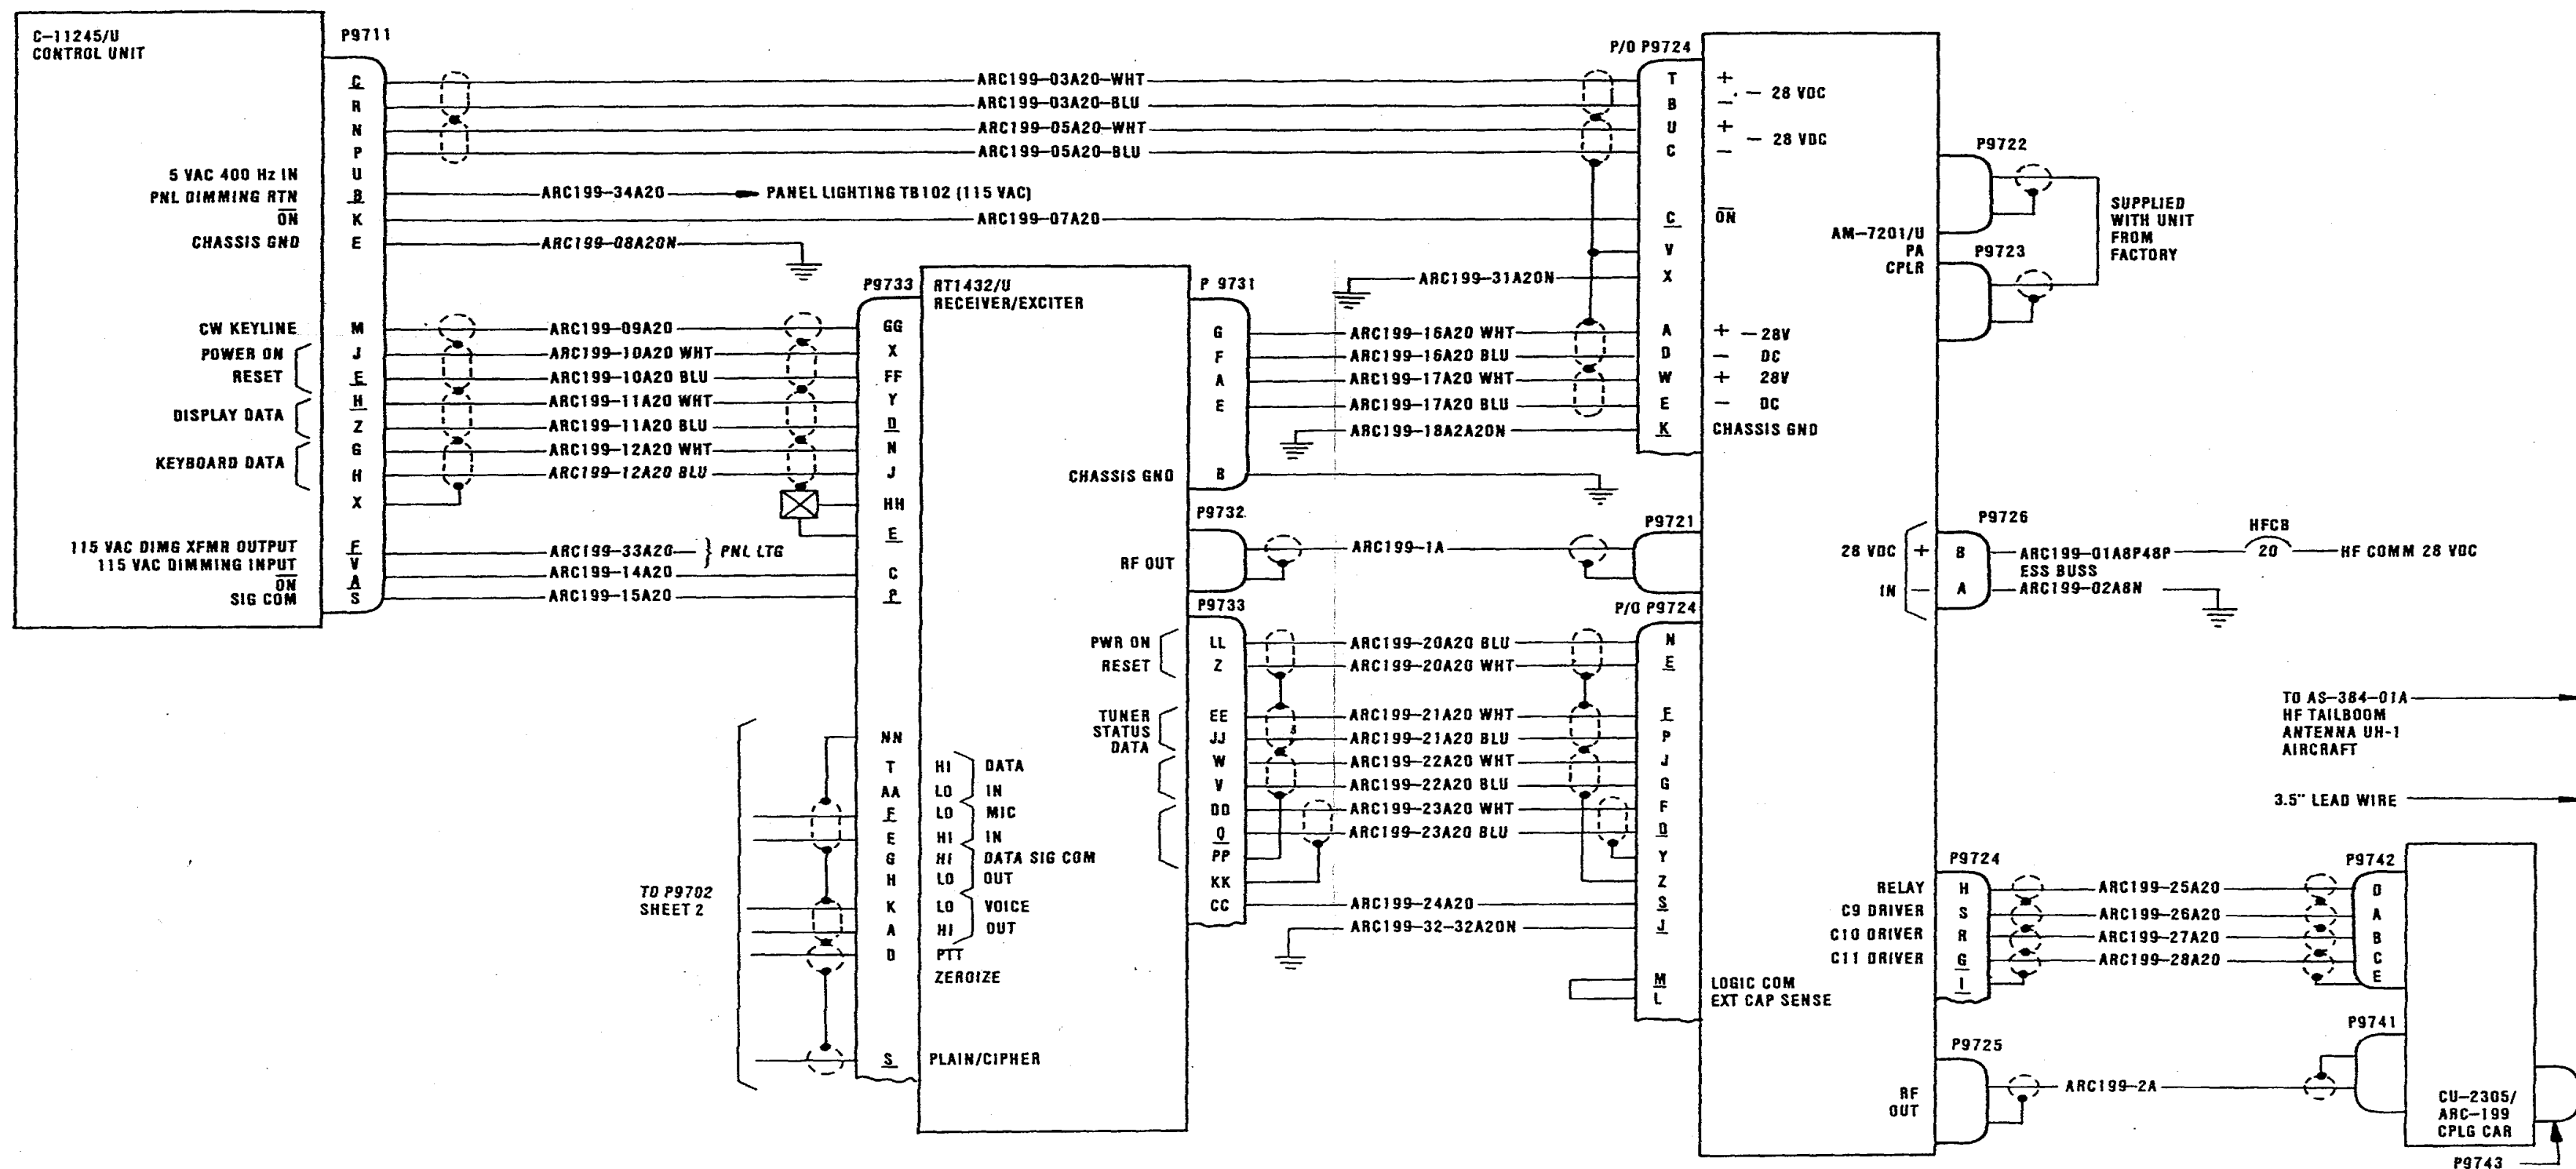 C-11245/U
CONTROL UNIT
P9711
C
R
N
P
5 VAC 400 Hz IN U
PNL DIMMING RTN B
ON K
CHASSIS GND E
CW KEYLINE M
POWER ON J
RESET E
H
DISPLAY DATA
Z
G
KEYBOARD DATA
H
X
115 VAC DIMG XFMR OUTPUT F
115 VAC DIMMING INPUT V
ON A
SIG COM S
ARC199-03A20-WHT
ARC199-03A20-BLU
ARC199-05A20-WHT
ARC199-05A20-BLU
ARC199-34A20 PANEL LIGHTING TB102 (115 VAC)
ARC199-07A20
ARC199-08A20N
ARC199-09A20
ARC199-10A20 WHT
ARC199-10A20 BLU
ARC199-11A20 WHT
ARC199-11A20 BLU
ARC199-12A20 WHT
ARC199-12A20 BLU
ARC199-33A20 PNL LTG
ARC199-14A20
ARC199-15A20
P9733
RT1432/U
RECEIVER/EXCITER
GG
X
FF
Y
D
N
J
HH
E
C
P
TO P9702
SHEET 2
NN
T HI DATA
AA LO IN
F LO MIC
E HI IN
G HI DATA SIG COM
H LO OUT
K LO VOICE
A HI OUT
D PTT
ZEROIZE
S PLAIN/CIPHER
P 9731
G
F
A
E
CHASSIS GND B
P9732
RF OUT
P9733
PWR ON LL
RESET Z
TUNER EE
STATUS
DATA JJ
W
V
DD
Q
PP
KK
CC
ARC199-31A20N
ARC199-16A20 WHT
ARC199-16A20 BLU
ARC199-17A20 WHT
ARC199-17A20 BLU
ARC199-18A2A20N
ARC199-1A
ARC199-20A20 BLU
ARC199-20A20 WHT
ARC199-21A20 WHT
ARC199-21A20 BLU
ARC199-22A20 WHT
ARC199-22A20 BLU
ARC199-23A20 WHT
ARC199-23A20 BLU
ARC199-24A20
ARC199-32-32A20N
P/O P9724
T +
— 28 VDC
B −
U +
— 28 VDC
C −
C ON
V
X
A + — 28V
D − DC
W + 28V
E − DC
K CHASSIS GND
P9721
P/O P9724
N
E
F
P
J
G
F
D
Y
Z
S
J
M LOGIC COM
L EXT CAP SENSE
AM-7201/U
PA
CPLR
P9722
P9723
SUPPLIED
WITH UNIT
FROM
FACTORY
P9726
28 VDC + B ARC199-01A8P48P
ESS BUSS
HFCB
20
HF COMM 28 VDC
IN − A ARC199-02A8N
TO AS-384-01A
HF TAILBOOM
ANTENNA UH-1
AIRCRAFT
3.5" LEAD WIRE
P9724
RELAY H ARC199-25A20
C9 DRIVER S ARC199-26A20
C10 DRIVER R ARC199-27A20
C11 DRIVER G ARC199-28A20
I
P9742
D
A
B
C
E
P9725
RF
OUT
ARC199-2A
P9741
CU-2305/
ARC-199
CPLG CAR
P9743